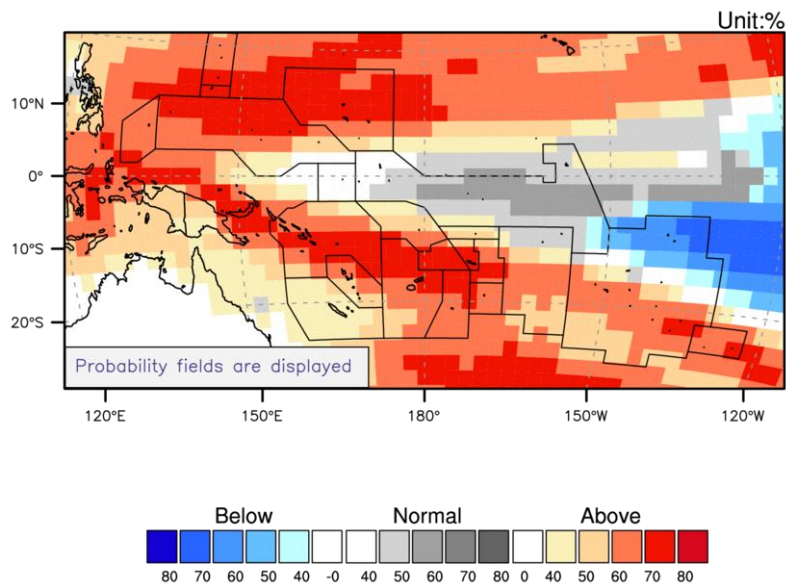 Unit:%
10°N
0°
10°S
20°S
Probability fields are displayed
120°E 150°E 180° 150°W 120°W
Below Normal Above
80 70 60 50 40 -0 40 50 60 70 80 0 40 50 60 70 80